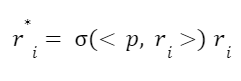 r*ᵢ = σ(< p, rᵢ >) rᵢ